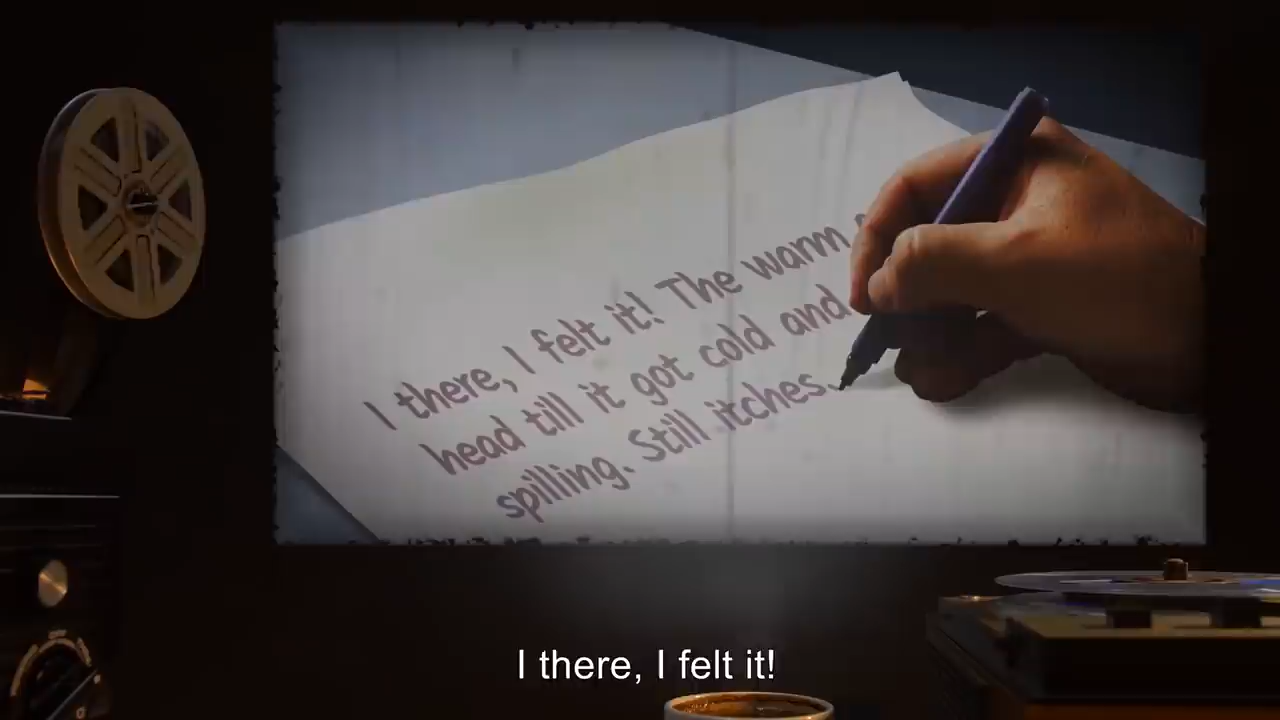 I there, I felt it! The warm
head till it got cold and
spilling. Still itches.
I there, I felt it!